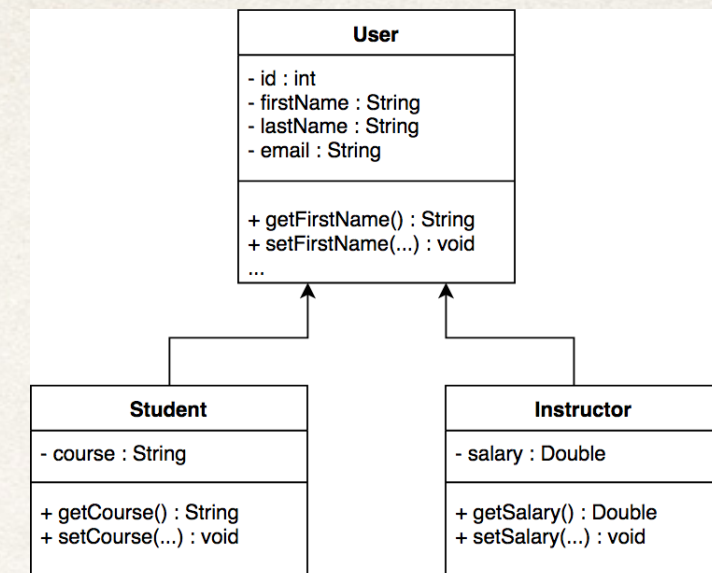 User
- id : int
- firstName : String
- lastName : String
- email : String
+ getFirstName() : String
+ setFirstName(...) : void
...
Student
- course : String
+ getCourse() : String
+ setCourse(...) : void
Instructor
- salary : Double
+ getSalary() : Double
+ setSalary(...) : void